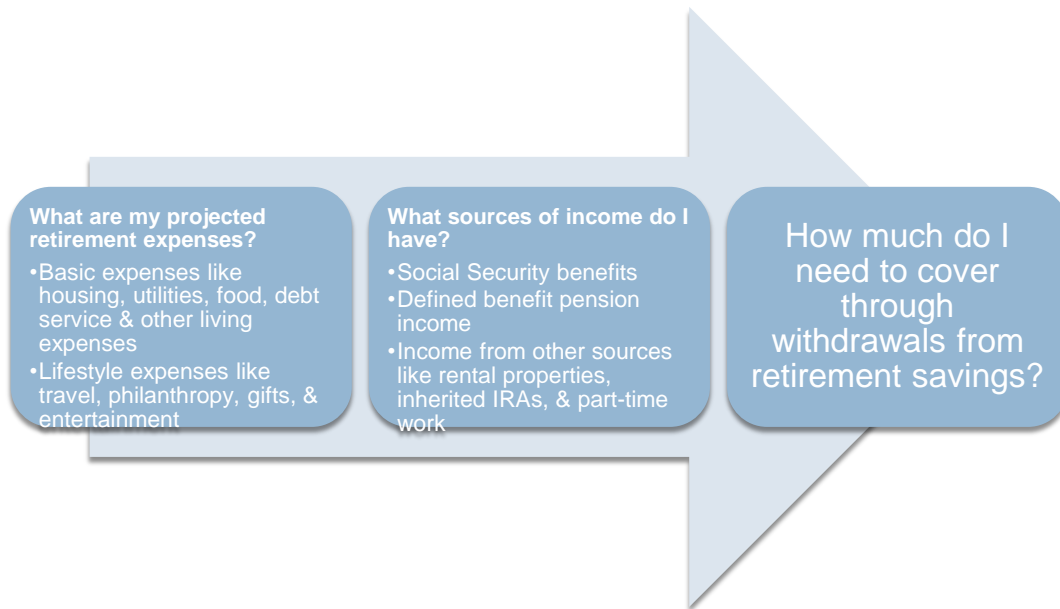 What are my projected
retirement expenses?
•Basic expenses like
housing, utilities, food, debt
service & other living
expenses
•Lifestyle expenses like
travel, philanthropy, gifts, &
entertainment
What sources of income do I
have?
•Social Security benefits
•Defined benefit pension
income
•Income from other sources
like rental properties,
inherited IRAs, & part-time
work
How much do I
need to cover
through
withdrawals from
retirement savings?